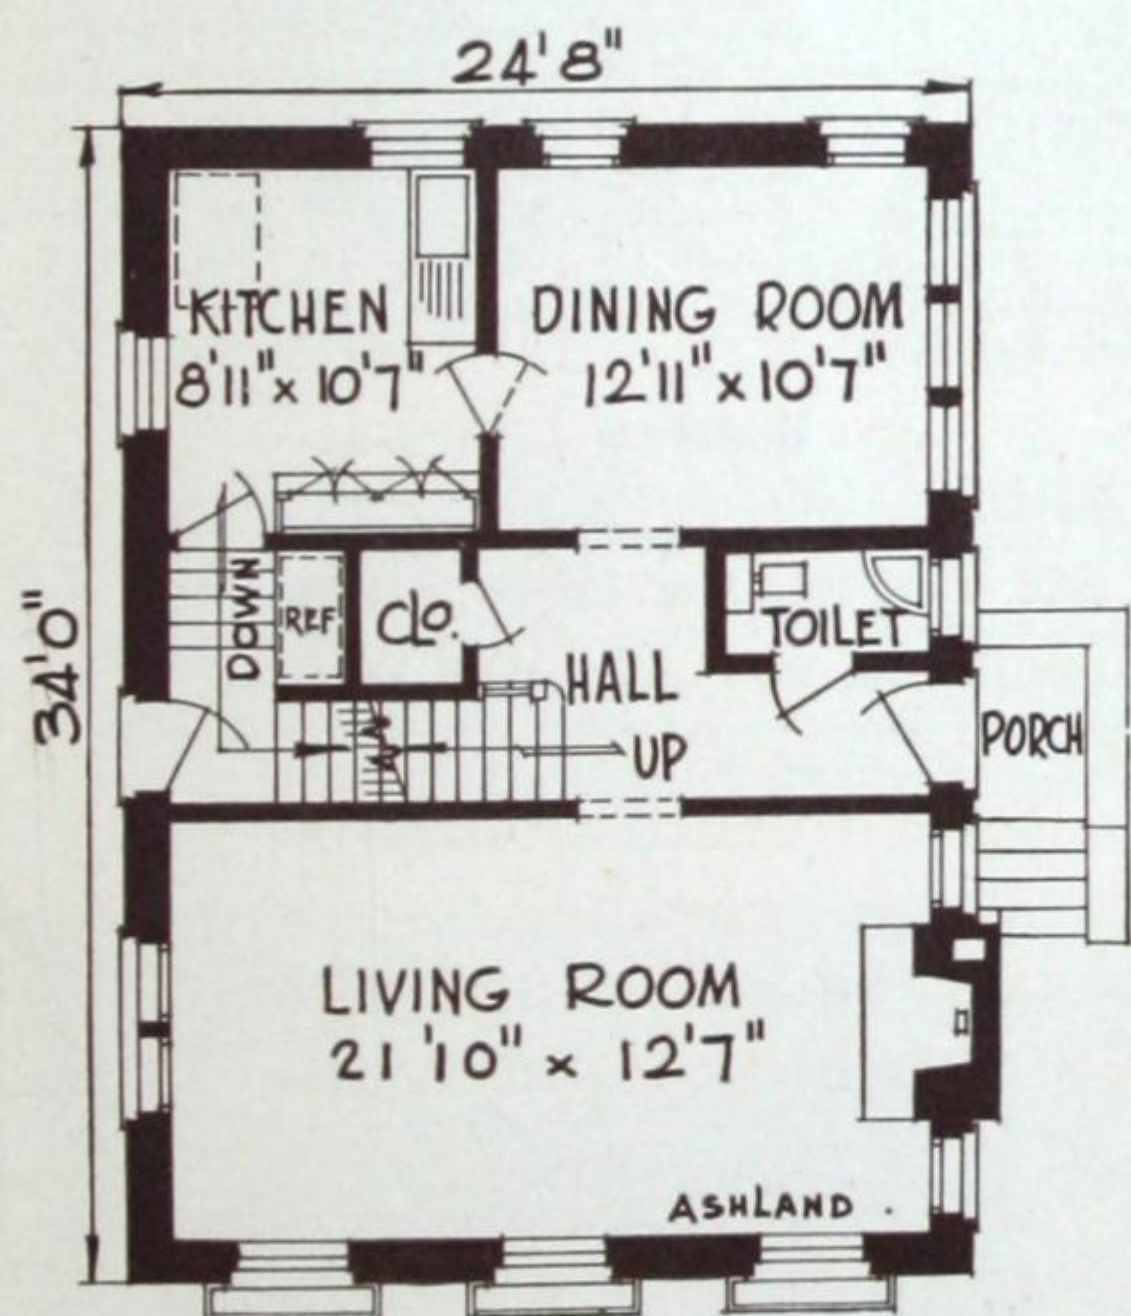 24'8"
34'0"
KITCHEN
8'11" x 10'7"
DINING ROOM
12'11" x 10'7"
DOWN
REF
CLO.
TOILET
HALL
UP
PORCH
LIVING ROOM
21'10" x 12'7"
ASHLAND.